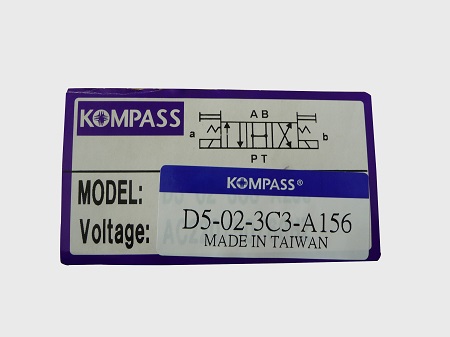 KOMPASS
A B
a b
P T
MODEL:
Voltage:
KOMPASS®
D5-02-3C3-A156
MADE IN TAIWAN